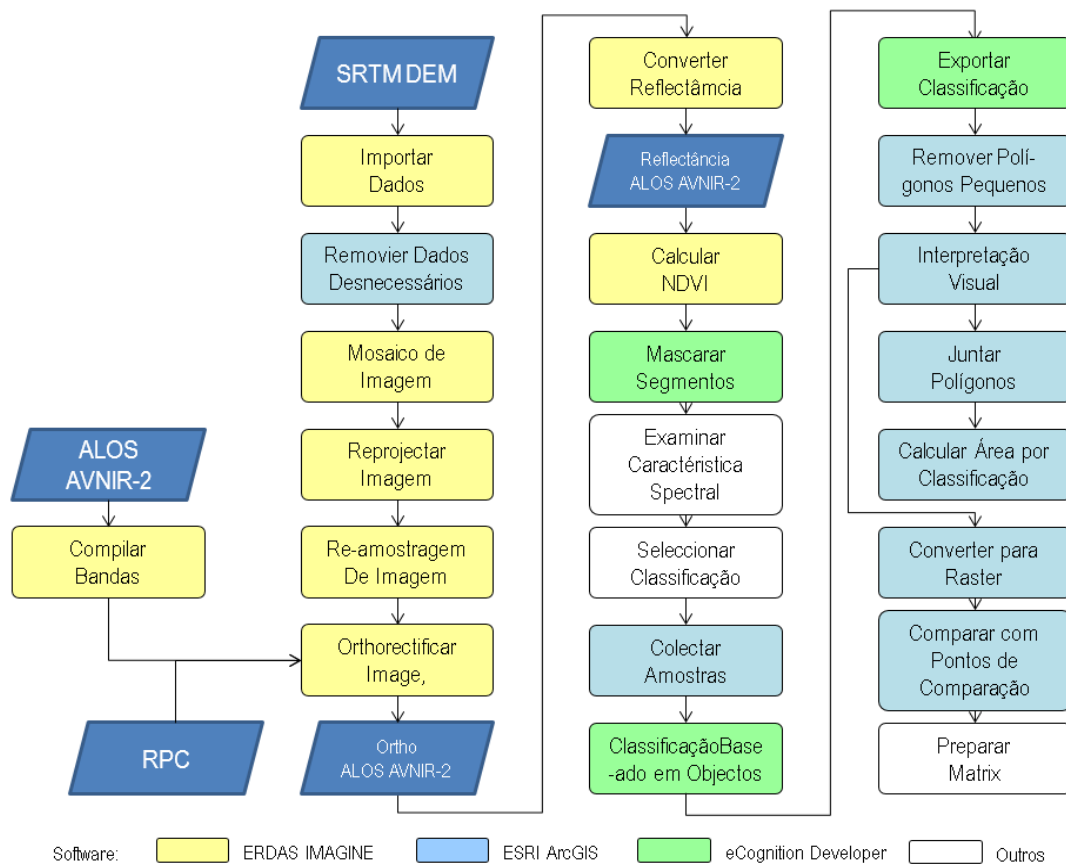 SRTM DEM
Importar
Dados
Removier Dados
Desnecessários
Mosaico de
Imagem
Reprojectar
Imagem
Re-amostragem
De Imagem
Orthorectificar
Image,
Ortho
ALOS AVNIR-2
ALOS
AVNIR-2
Compilar
Bandas
RPC
Converter
Reflectâmcia
Reflectância
ALOS AVNIR-2
Calcular
NDVI
Mascarar
Segmentos
Examinar
Caractéristica
Spectral
Seleccionar
Classificação
Colectar
Amostras
ClassificaçãoBase
-ado em Objectos
Exportar
Classificação
Remover Polí-
gonos Pequenos
Interpretação
Visual
Juntar
Polígonos
Calcular Área por
Classificação
Converter para
Raster
Comparar com
Pontos de
Comparação
Preparar
Matrix
Software: ERDAS IMAGINE ESRI ArcGIS eCognition Developer Outros